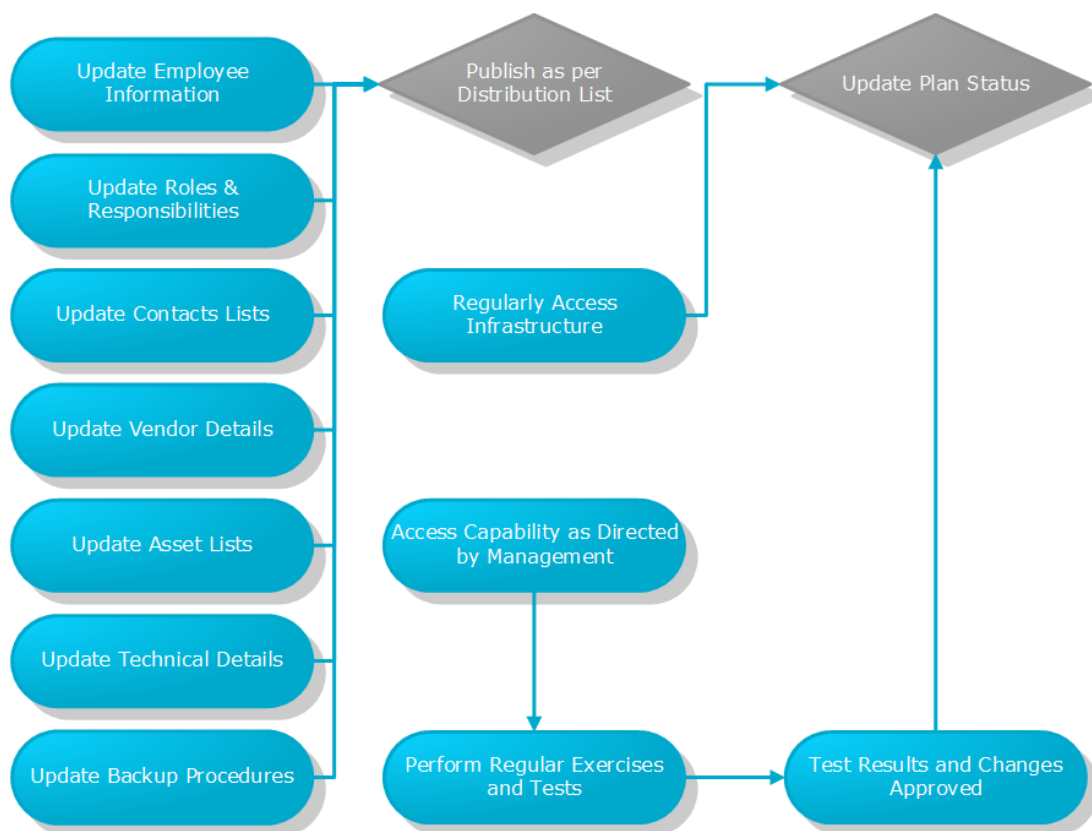 Update Employee
Information
Publish as per
Distribution List
Update Plan Status
Update Roles &
Responsibilities
Update Contacts Lists
Regularly Access
Infrastructure
Update Vendor Details
Update Asset Lists
Access Capability as Directed
by Management
Update Technical Details
Update Backup Procedures
Perform Regular Exercises
and Tests
Test Results and Changes
Approved